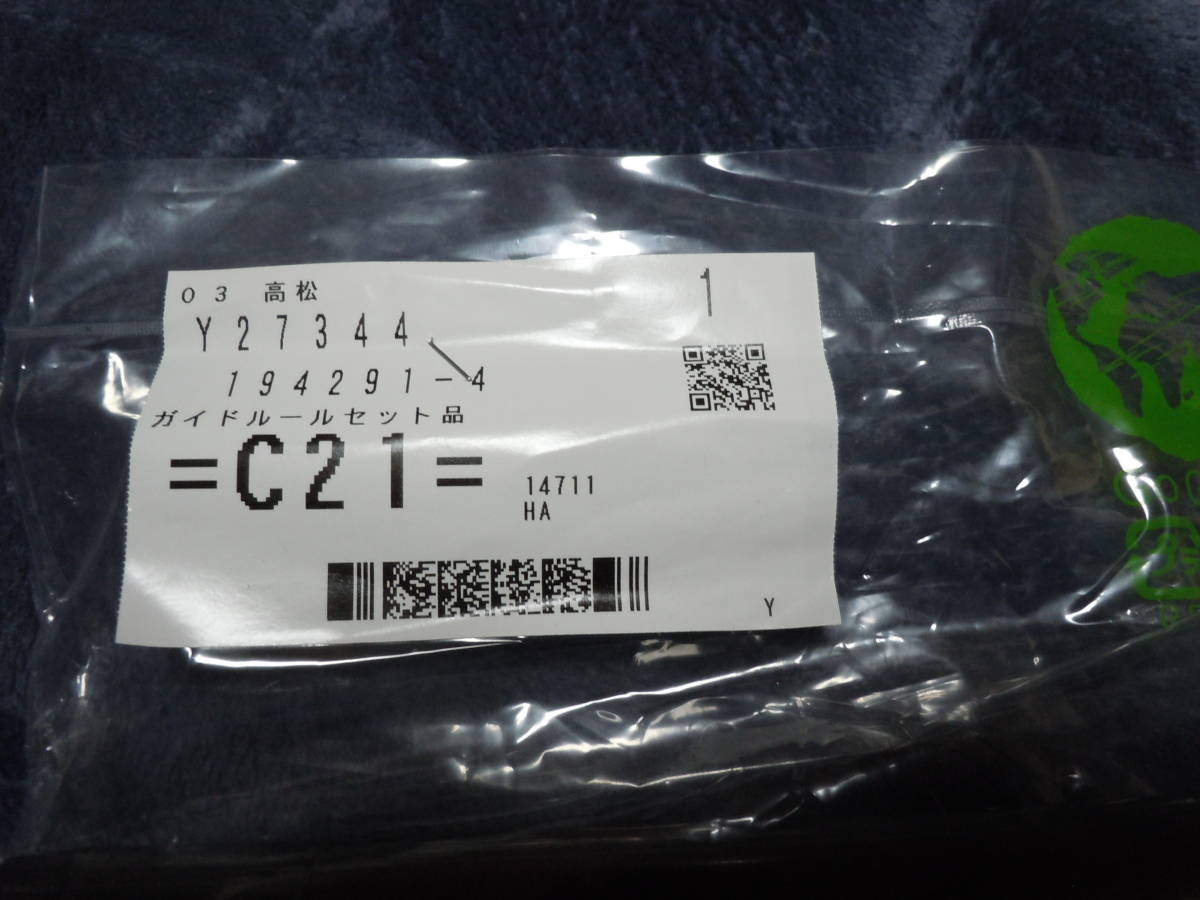 03 高松
1
Y27344
194291-4
ガイドルールセット品
=C21=
14711
HA
Y